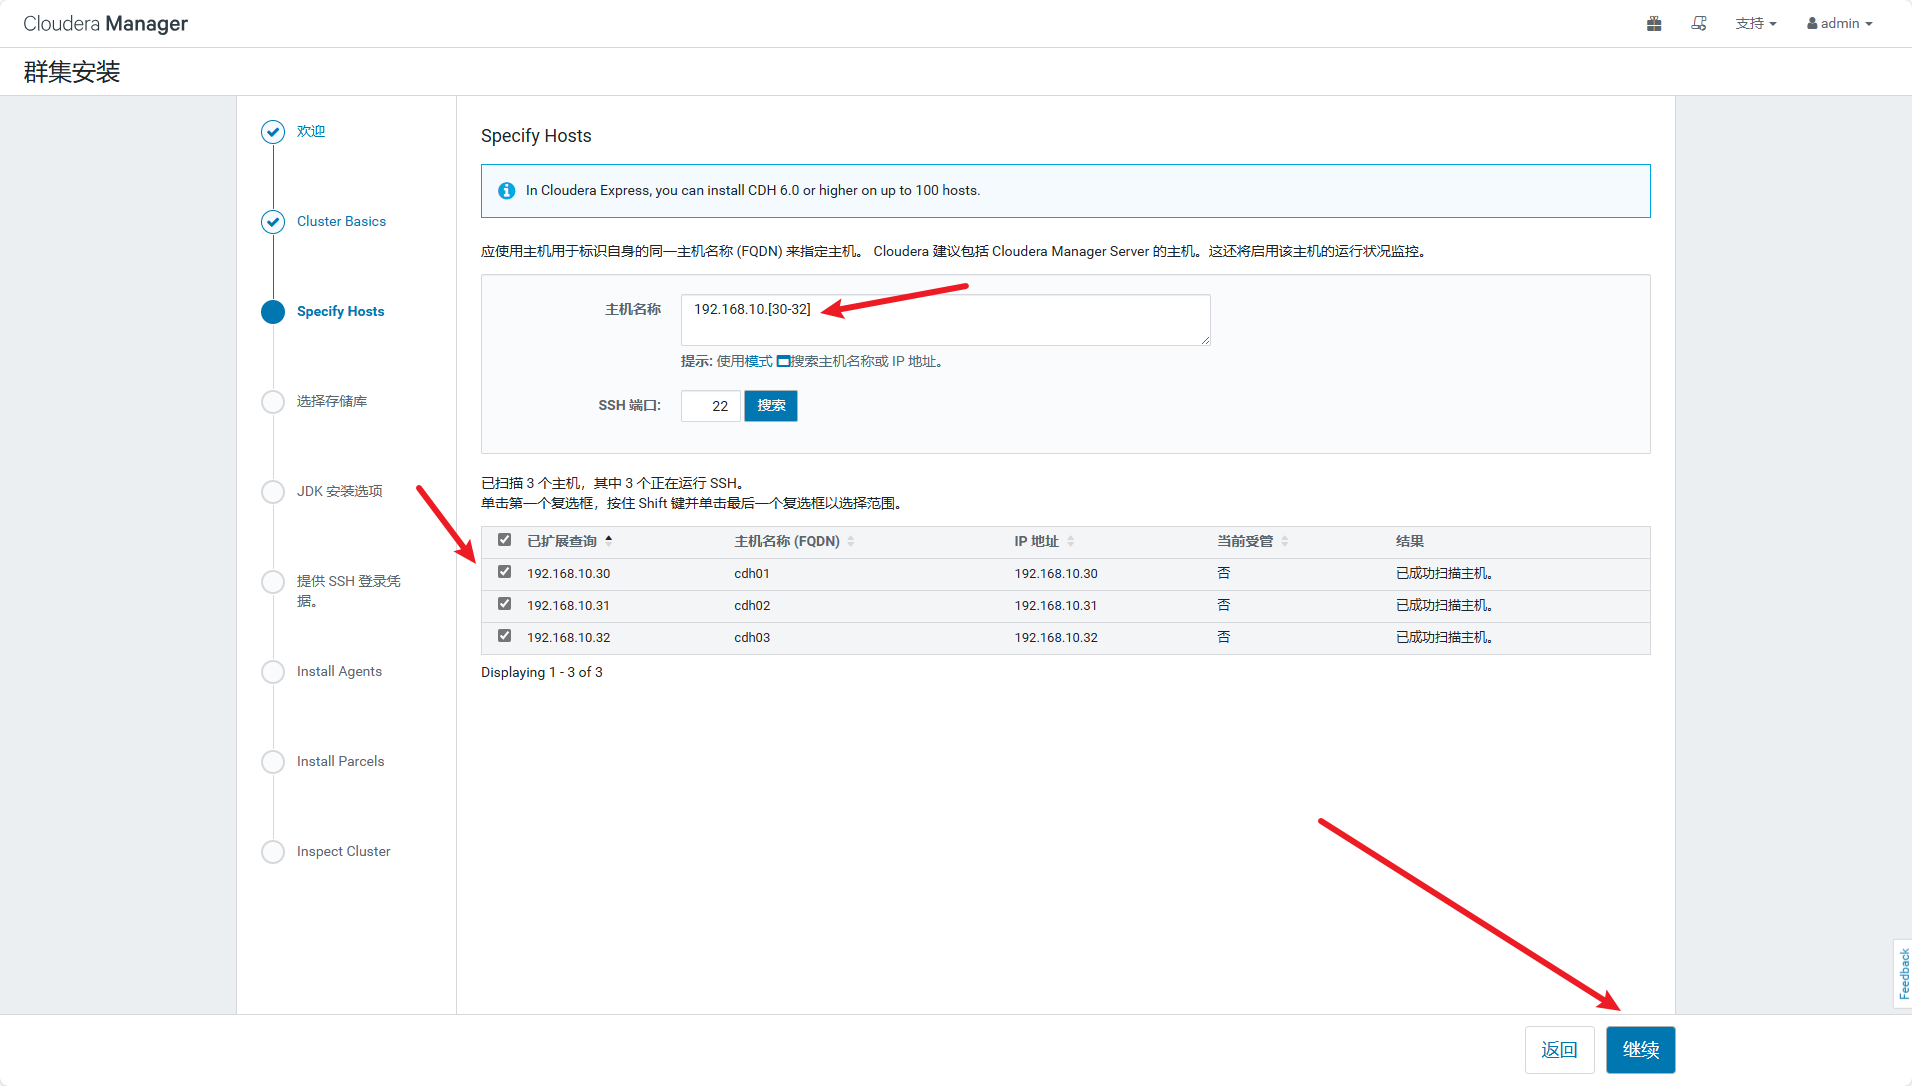 Cloudera Manager
支持
admin
群集安装
欢迎
Cluster Basics
Specify Hosts
选择存储库
JDK 安装选项
提供 SSH 登录凭
据。
Install Agents
Install Parcels
Inspect Cluster
Specify Hosts
In Cloudera Express, you can install CDH 6.0 or higher on up to 100 hosts.
应使用主机用于标识自身的同一主机名称 (FQDN) 来指定主机。 Cloudera 建议包括 Cloudera Manager Server 的主机。这还将启用该主机的运行状况监控。
主机名称
192.168.10.[30-32]
提示: 使用模式 搜索主机名称或 IP 地址。
SSH 端口:
22
搜索
已扫描 3 个主机，其中 3 个正在运行 SSH。
单击第一个复选框，按住 Shift 键并单击最后一个复选框以选择范围。
已扩展查询 主机名称 (FQDN) IP 地址 当前受管 结果
192.168.10.30 cdh01 192.168.10.30 否 已成功扫描主机。
192.168.10.31 cdh02 192.168.10.31 否 已成功扫描主机。
192.168.10.32 cdh03 192.168.10.32 否 已成功扫描主机。
Displaying 1 - 3 of 3
Feedback
返回
继续